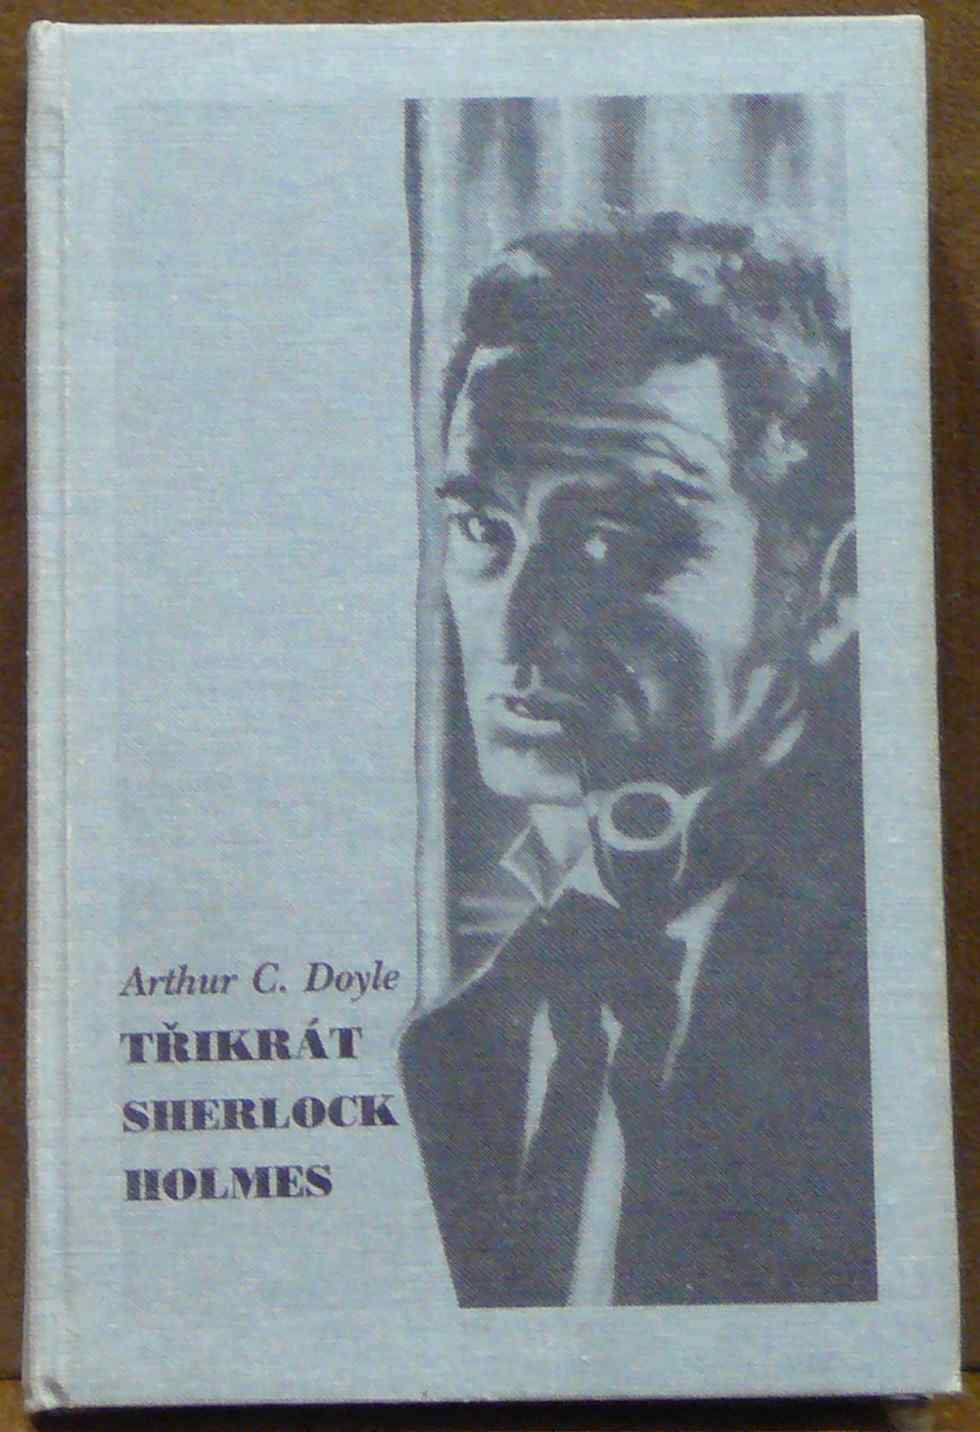 Arthur C. Doyle
TŘIKRÁT
SHERLOCK
HOLMES